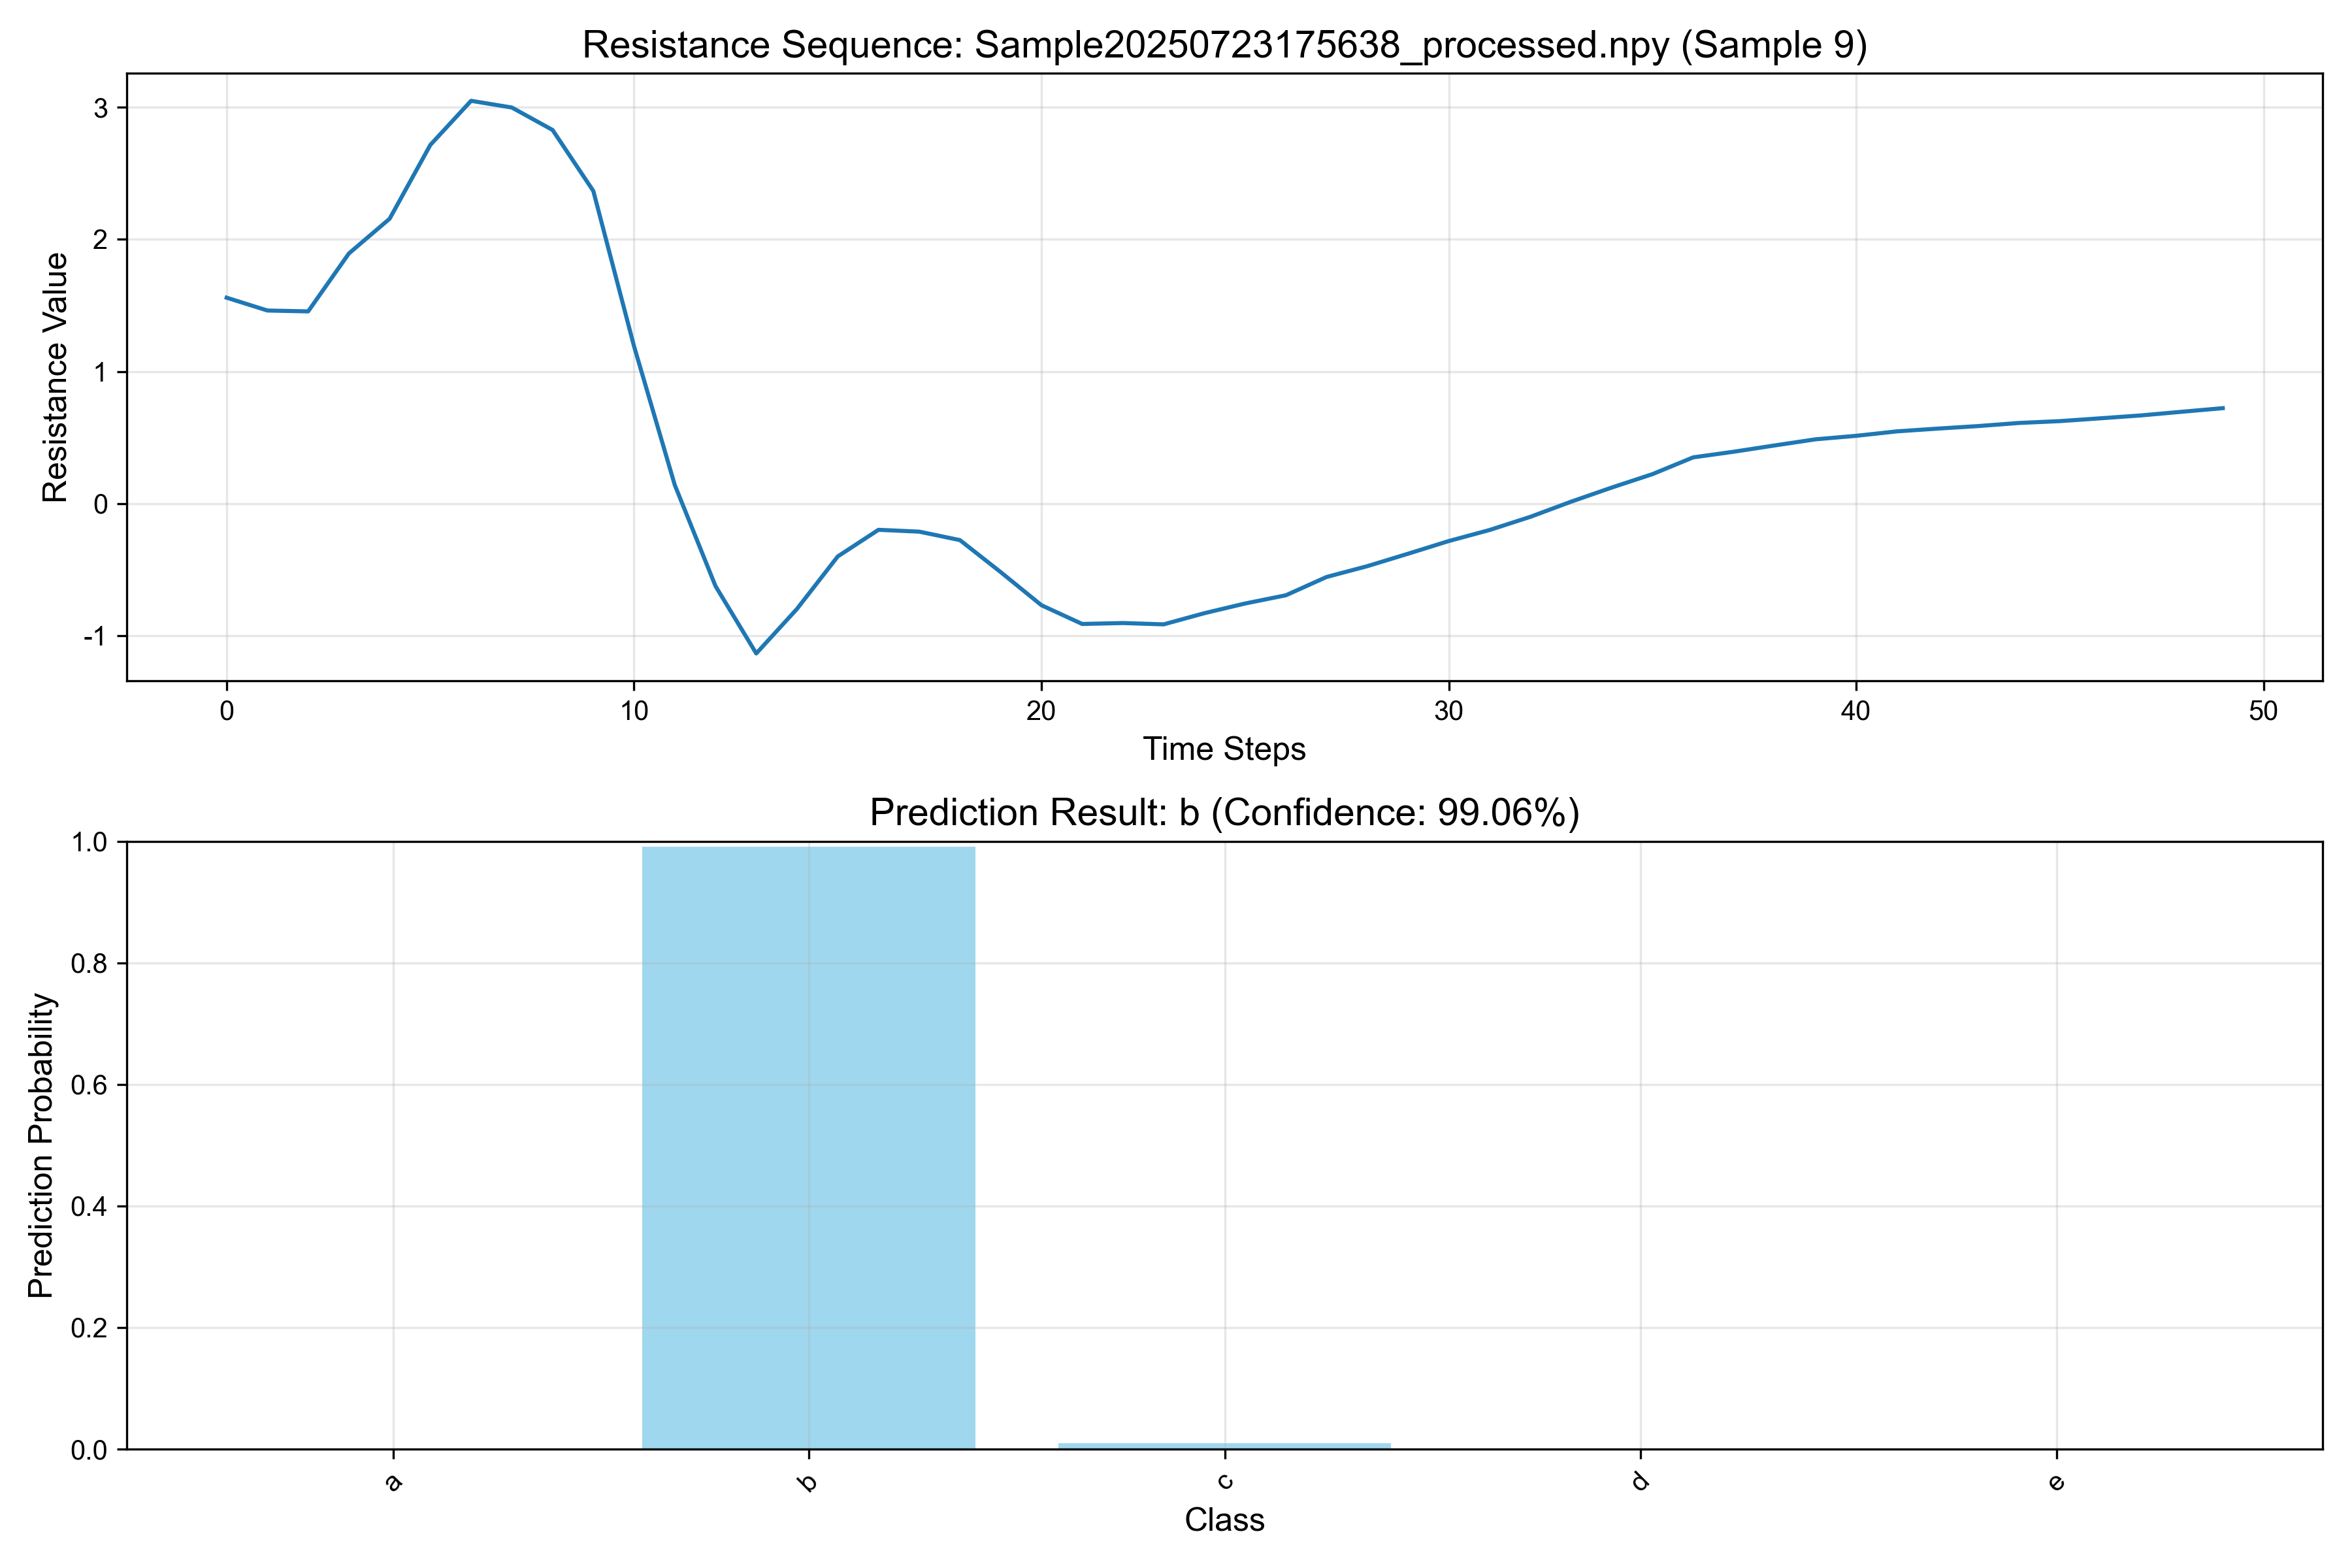 Resistance Sequence: Sample20250723175638_processed.npy (Sample 9)
Resistance Value
3
2
1
0
-1
0 10 20 30 40 50
Time Steps
Prediction Result: b (Confidence: 99.06%)
Prediction Probability
1.0
0.8
0.6
0.4
0.2
0.0
a b c d e
Class